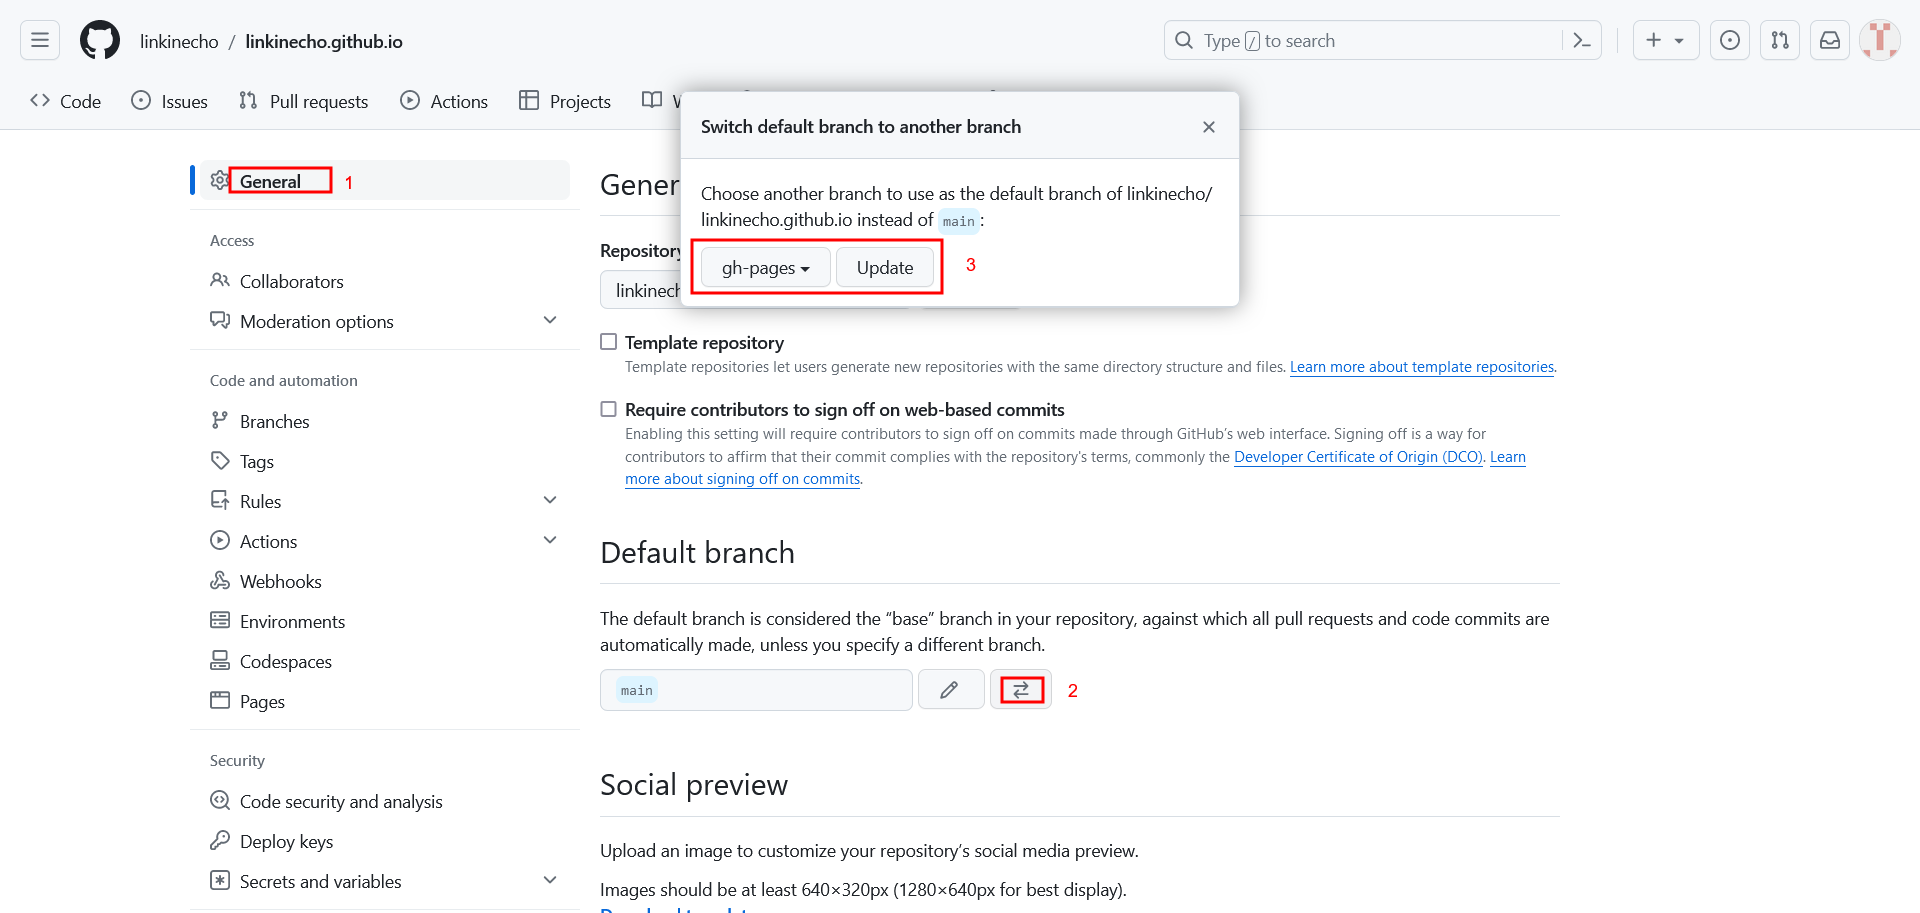 linkinecho / linkinecho.github.io
Type / to search
Code
Issues
Pull requests
Actions
Projects
Switch default branch to another branch
Choose another branch to use as the default branch of linkinecho/
linkinecho.github.io instead of main :
gh-pages
Update
3
General
1
Access
Collaborators
Moderation options
Code and automation
Branches
Tags
Rules
Actions
Webhooks
Environments
Codespaces
Pages
Security
Code security and analysis
Deploy keys
Secrets and variables
Gener
Repository
linkinech
Template repository
Template repositories let users generate new repositories with the same directory structure and files. Learn more about template repositories.
Require contributors to sign off on web-based commits
Enabling this setting will require contributors to sign off on commits made through GitHub's web interface. Signing off is a way for
contributors to affirm that their commit complies with the repository's terms, commonly the Developer Certificate of Origin (DCO). Learn
more about signing off on commits.
Default branch
The default branch is considered the “base” branch in your repository, against which all pull requests and code commits are
automatically made, unless you specify a different branch.
main
2
Social preview
Upload an image to customize your repository’s social media preview.
Images should be at least 640×320px (1280×640px for best display).